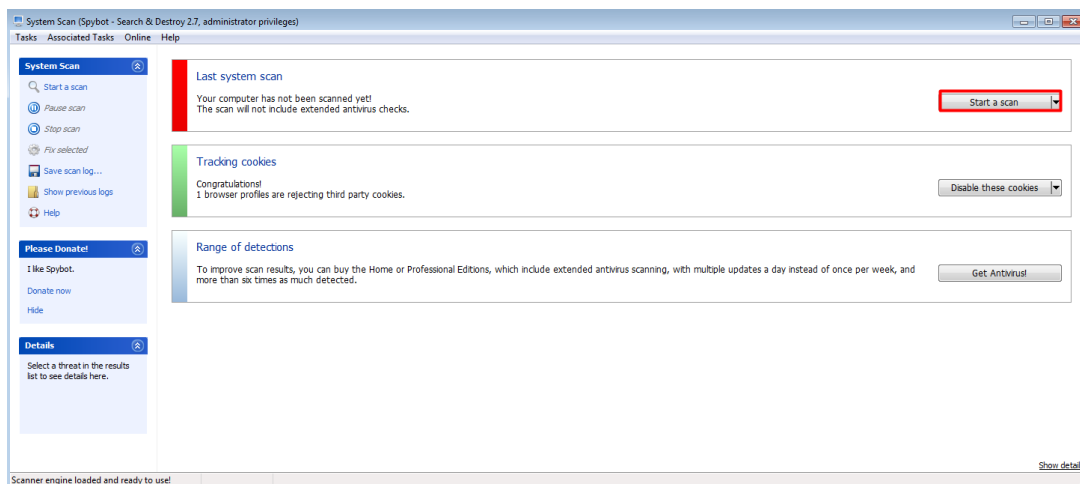 System Scan (Spybot - Search & Destroy 2.7, administrator privileges)
Tasks Associated Tasks Online Help
System Scan
Start a scan
Pause scan
Stop scan
Fix selected
Save scan log...
Show previous logs
Help
Please Donate!
I like Spybot.
Donate now
Hide
Details
Select a threat in the results
list to see details here.
Last system scan
Your computer has not been scanned yet!
The scan will not include extended antivirus checks.
Start a scan
Tracking cookies
Congratulations!
1 browser profiles are rejecting third party cookies.
Disable these cookies
Range of detections
To improve scan results, you can buy the Home or Professional Editions, which include extended antivirus scanning, with multiple updates a day instead of once per week, and
more than six times as much detected.
Get Antivirus!
Show detail
Scanner engine loaded and ready to use!